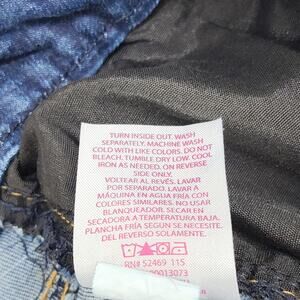 TURN INSIDE OUT. WASH
SEPARATELY. MACHINE WASH
COLD WITH LIKE COLORS. DO NOT
BLEACH. TUMBLE DRY LOW. COOL
IRON AS NEEDED. ON REVERSE
SIDE ONLY.
VOLTEAR AL REVÉS. LAVAR
POR SEPARADO. LAVAR A
MÁQUINA EN AGUA FRÍA CON
COLORES SIMILARES. NO USAR
BLANQUEADOR. SECAR EN
SECADORA A TEMPERATURA BAJA.
PLANCHA FRÍA SEGUN SE NECESITE.
DEL REVERSO SOLAMENTE.
RN# 52469 115